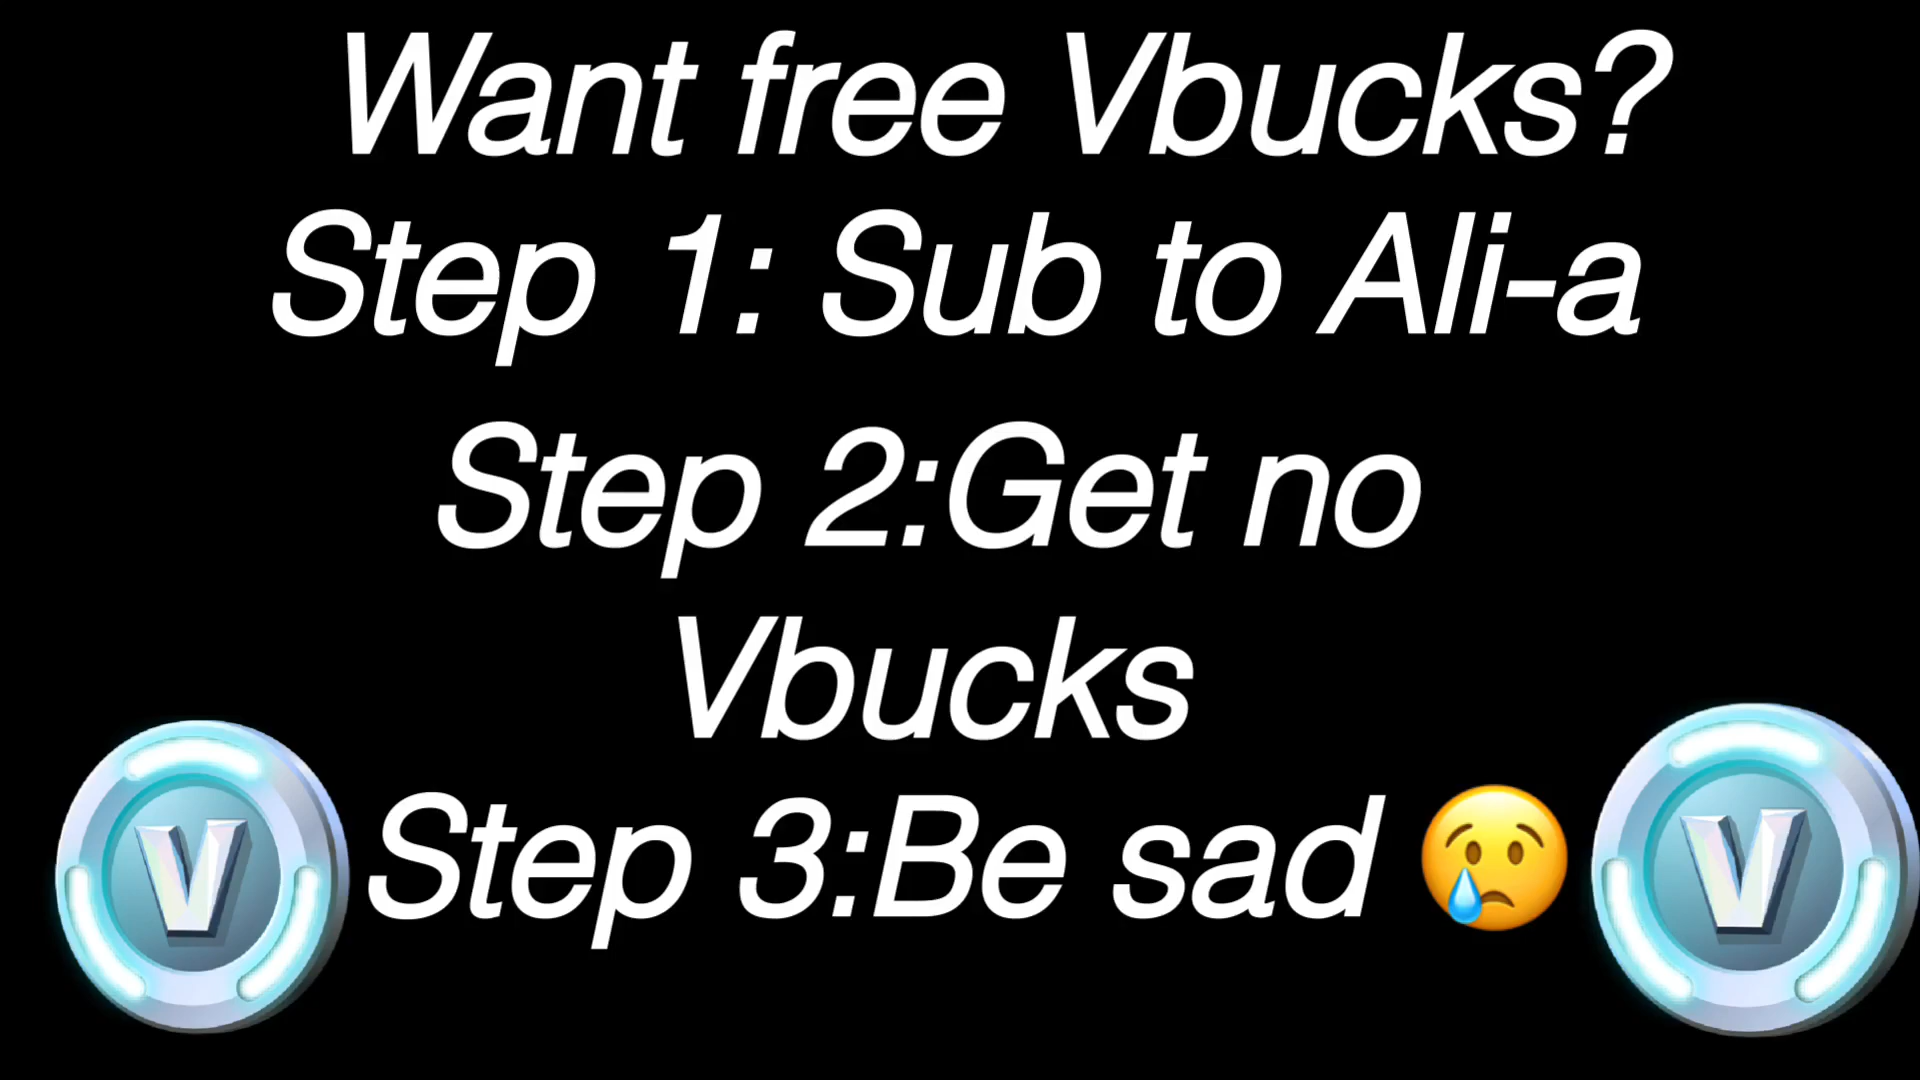 Want free Vbucks?
Step 1: Sub to Ali-a
Step 2:Get no
Vbucks
V Step 3:Be sad 😢 V